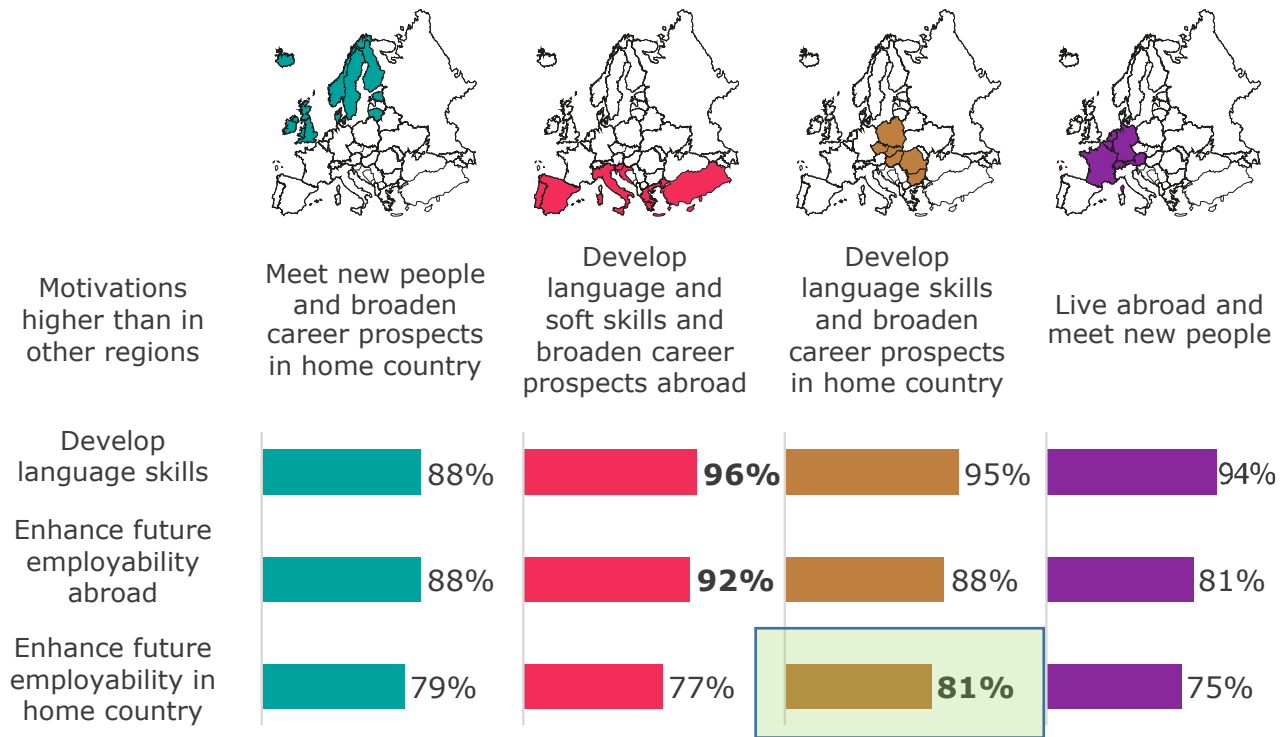 Motivations
higher than in
other regions
Meet new people
and broaden
career prospects
in home country
Develop
language and
soft skills and
broaden career
prospects abroad
Develop
language skills
and broaden
career prospects
in home country
Live abroad and
meet new people
Develop
language skills
88%
96%
95%
94%
Enhance future
employability
abroad
88%
92%
88%
81%
Enhance future
employability in
home country
79%
77%
81%
75%